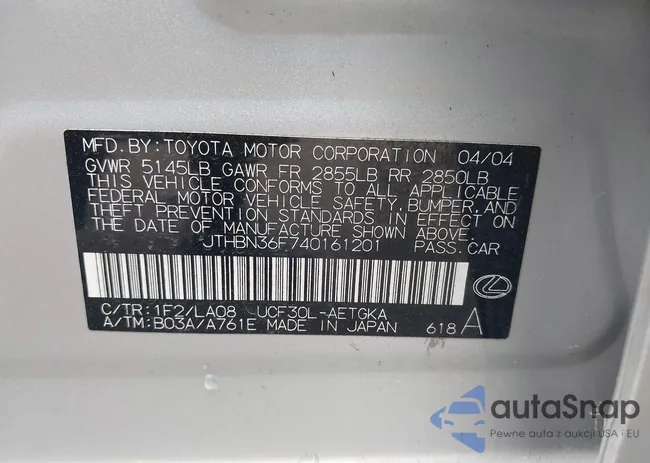 MFD. BY: TOYOTA MOTOR CORPORATION 04/04
GVWR 5145LB GAWR FR 2855LB RR 2850LB
THIS VEHICLE CONFORMS TO ALL APPLICABLE
FEDERAL MOTOR VEHICLE SAFETY, BUMPER, AND
THEFT PREVENTION STANDARDS IN EFFECT ON
THE DATE OF MANUFACTURE SHOWN ABOVE.
JTHBN36F740161201 PASS. CAR
C/TR: 1F2/LA08 UCF30L-AETGKA
A/TM: B03A/A761E MADE IN JAPAN 618 A
autoSnap
Pewne auta z aukcji USA i EU